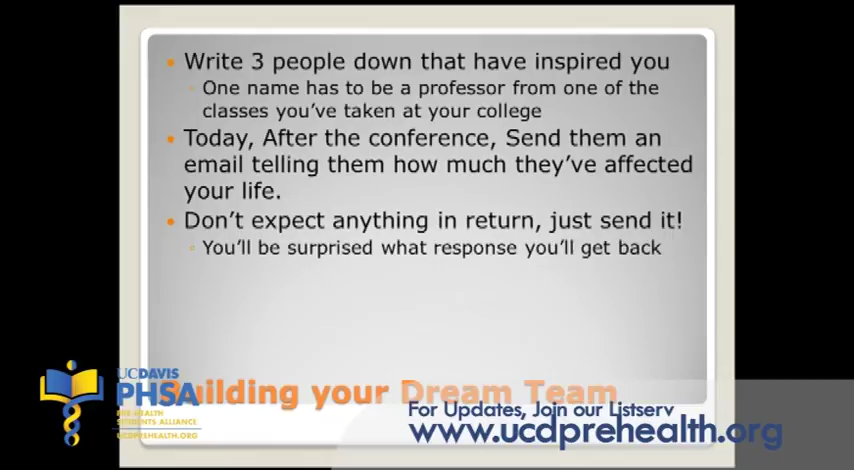 Write 3 people down that have inspired you
One name has to be a professor from one of the
classes you've taken at your college
Today, After the conference, Send them an
email telling them how much they've affected
your life.
Don't expect anything in return, just send it!
You'll be surprised what response you'll get back
Building your Dream Team
UCDAVIS
PHSA
PRE HEALTH
STUDENTS ALLIANCE
UCDPREHEALTH.ORG
For Updates, Join our Listserv
www.ucdprehealth.org